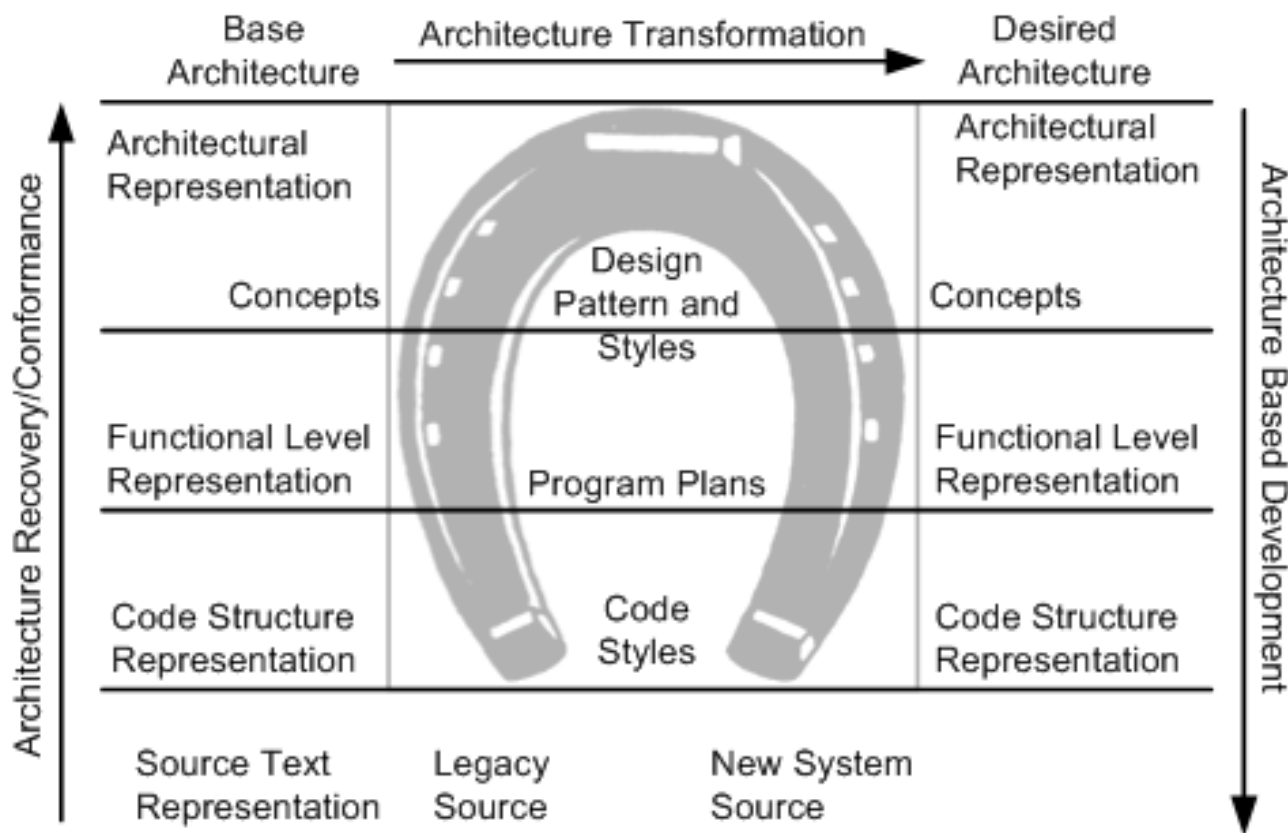 Base
Architecture
Architecture Transformation
Desired
Architecture
Architecture Recovery/Conformance
Architectural
Representation
Architectural
Representation
Concepts
Design
Pattern and
Styles
Concepts
Functional Level
Representation
Program Plans
Functional Level
Representation
Code Structure
Representation
Code
Styles
Code Structure
Representation
Source Text
Representation
Legacy
Source
New System
Source
Architecture Based Development